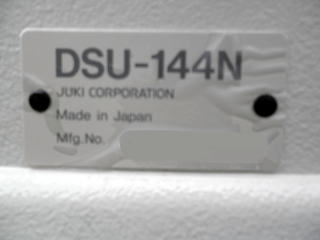 DSU-144N
JUKI CORPORATION
Made in Japan
Mfg.No.